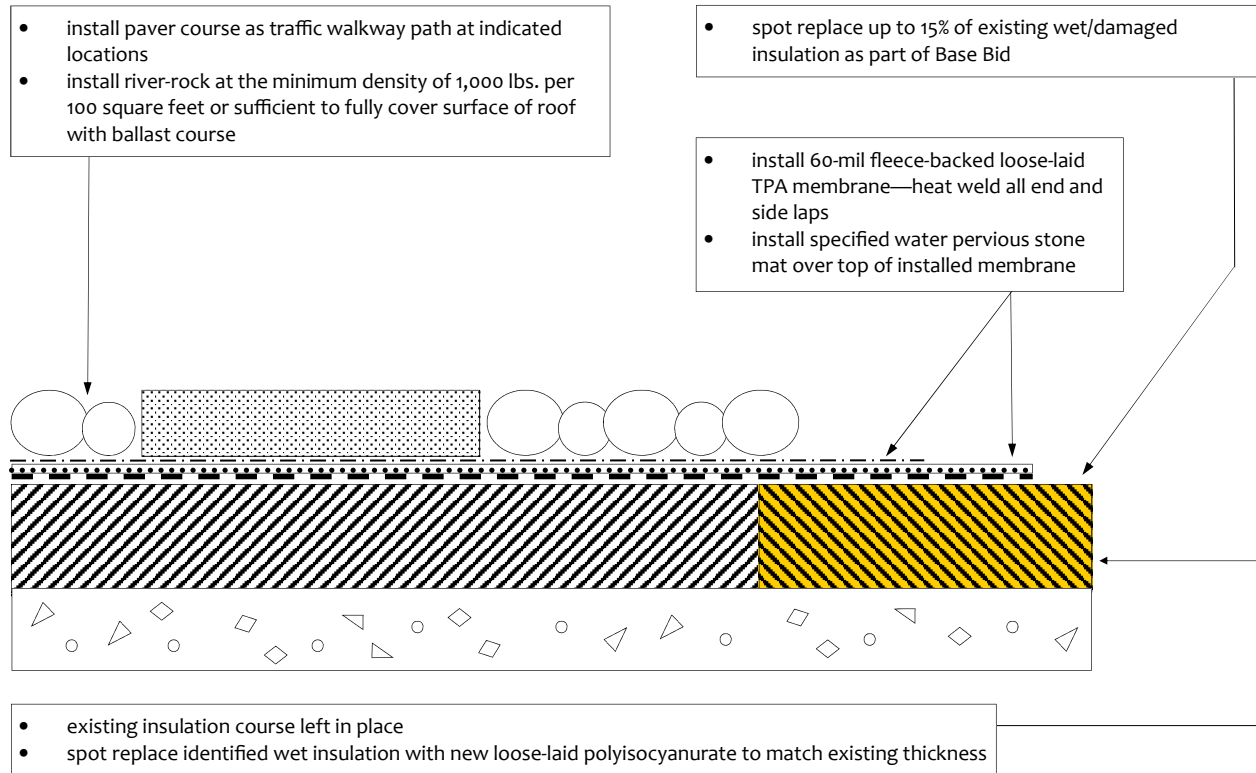 • install paver course as traffic walkway path at indicated
locations
• install river-rock at the minimum density of 1,000 lbs. per
100 square feet or sufficient to fully cover surface of roof
with ballast course
• spot replace up to 15% of existing wet/damaged
insulation as part of Base Bid
• install 60-mil fleece-backed loose-laid
TPA membrane—heat weld all end and
side laps
• install specified water pervious stone
mat over top of installed membrane
• existing insulation course left in place
• spot replace identified wet insulation with new loose-laid polyisocyanurate to match existing thickness